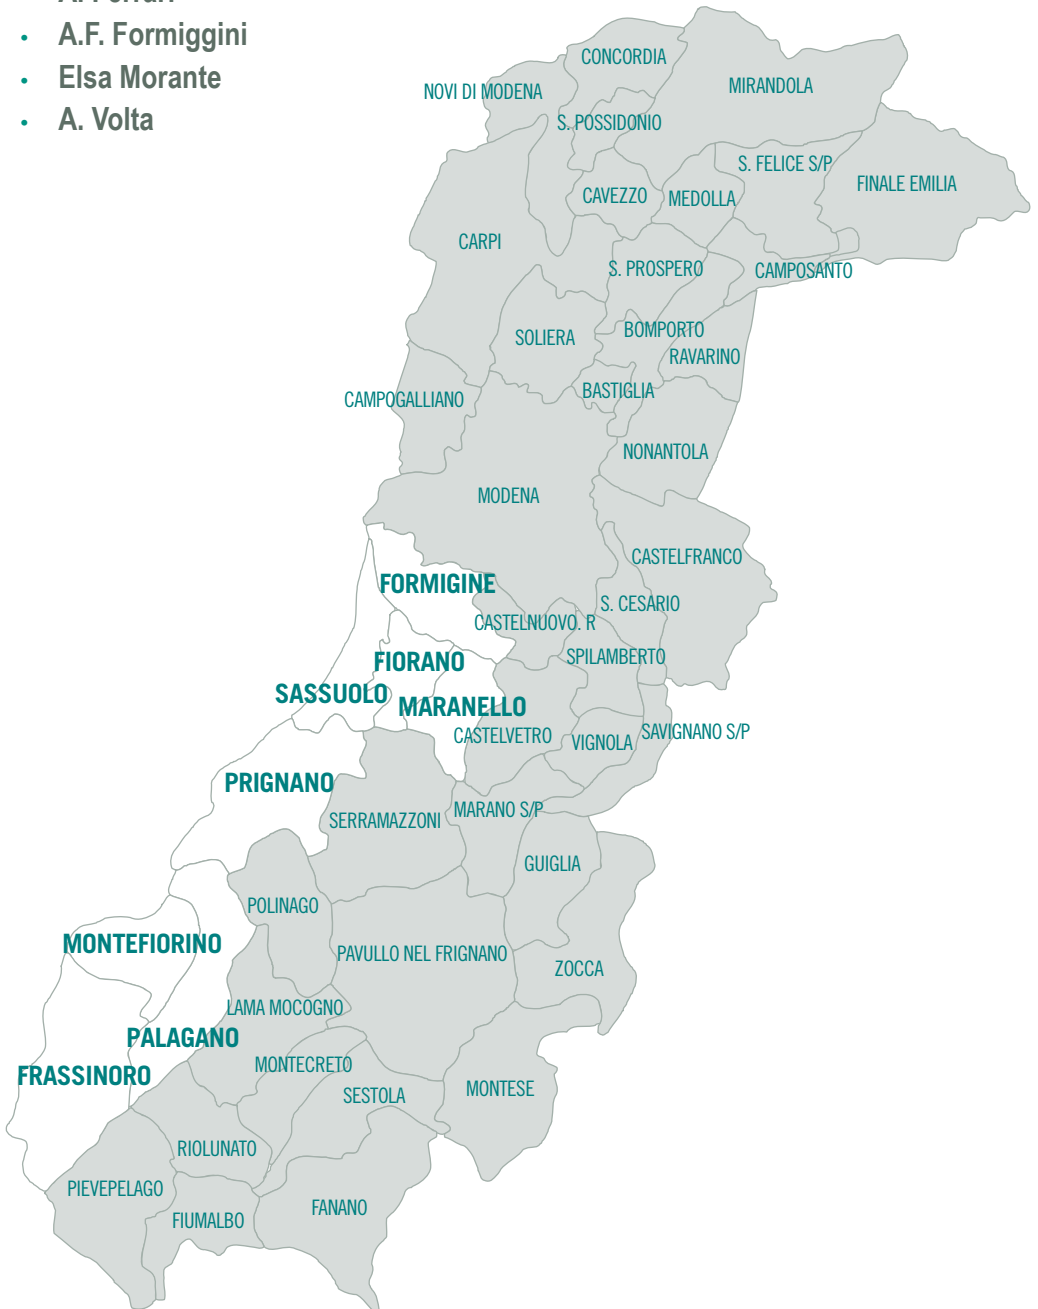 A. Ferrari
• A.F. Formiggini
• Elsa Morante
• A. Volta
CONCORDIA
MIRANDOLA
NOVI DI MODENA
S. POSSIDONIO
S. FELICE S/P
FINALE EMILIA
CAVEZZO
MEDOLLA
CARPI
S. PROSPERO
CAMPOSANTO
SOLIERA
BOMPORTO
RAVARINO
BASTIGLIA
CAMPOGALLIANO
NONANTOLA
MODENA
CASTELFRANCO
FORMIGINE
S. CESARIO
CASTELNUOVO. R
SPILAMBERTO
FIORANO
SASSUOLO
MARANELLO
CASTELVETRO
SAVIGNANO S/P
VIGNOLA
PRIGNANO
MARANO S/P
SERRAMAZZONI
GUIGLIA
POLINAGO
MONTEFIORINO
PAVULLO NEL FRIGNANO
ZOCCA
LAMA MOCOGNO
PALAGANO
MONTECRETO
FRASSINORO
MONTESE
SESTOLA
RIOLUNATO
PIEVEPELAGO
FANANO
FIUMALBO